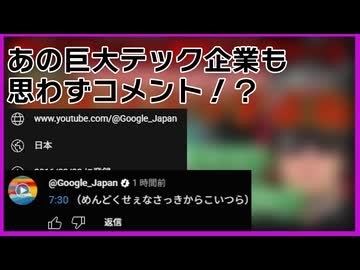 あの巨大テック企業も
思わずコメント！？
www.youtube.com/@Google_Japan
日本
@Google_Japan 1 時間前
7:30 （めんどくせぇなさっきからこいつら）
返信